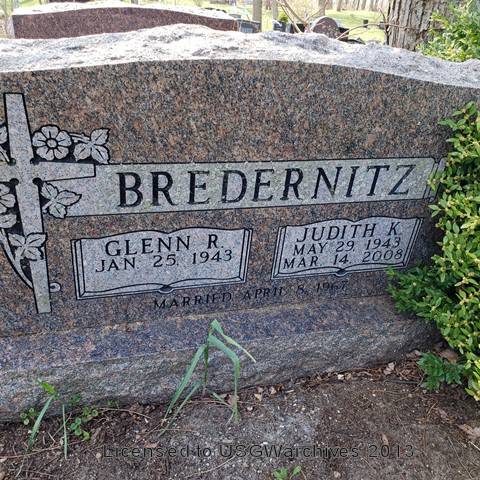 BREDERNITZ
GLENN R.
JAN. 25 1943
JUDITH K.
MAY 29 1943
MAR. 14, 2008
MARRIED APRIL 8, 1967
Licensed to USGWarchives 2013